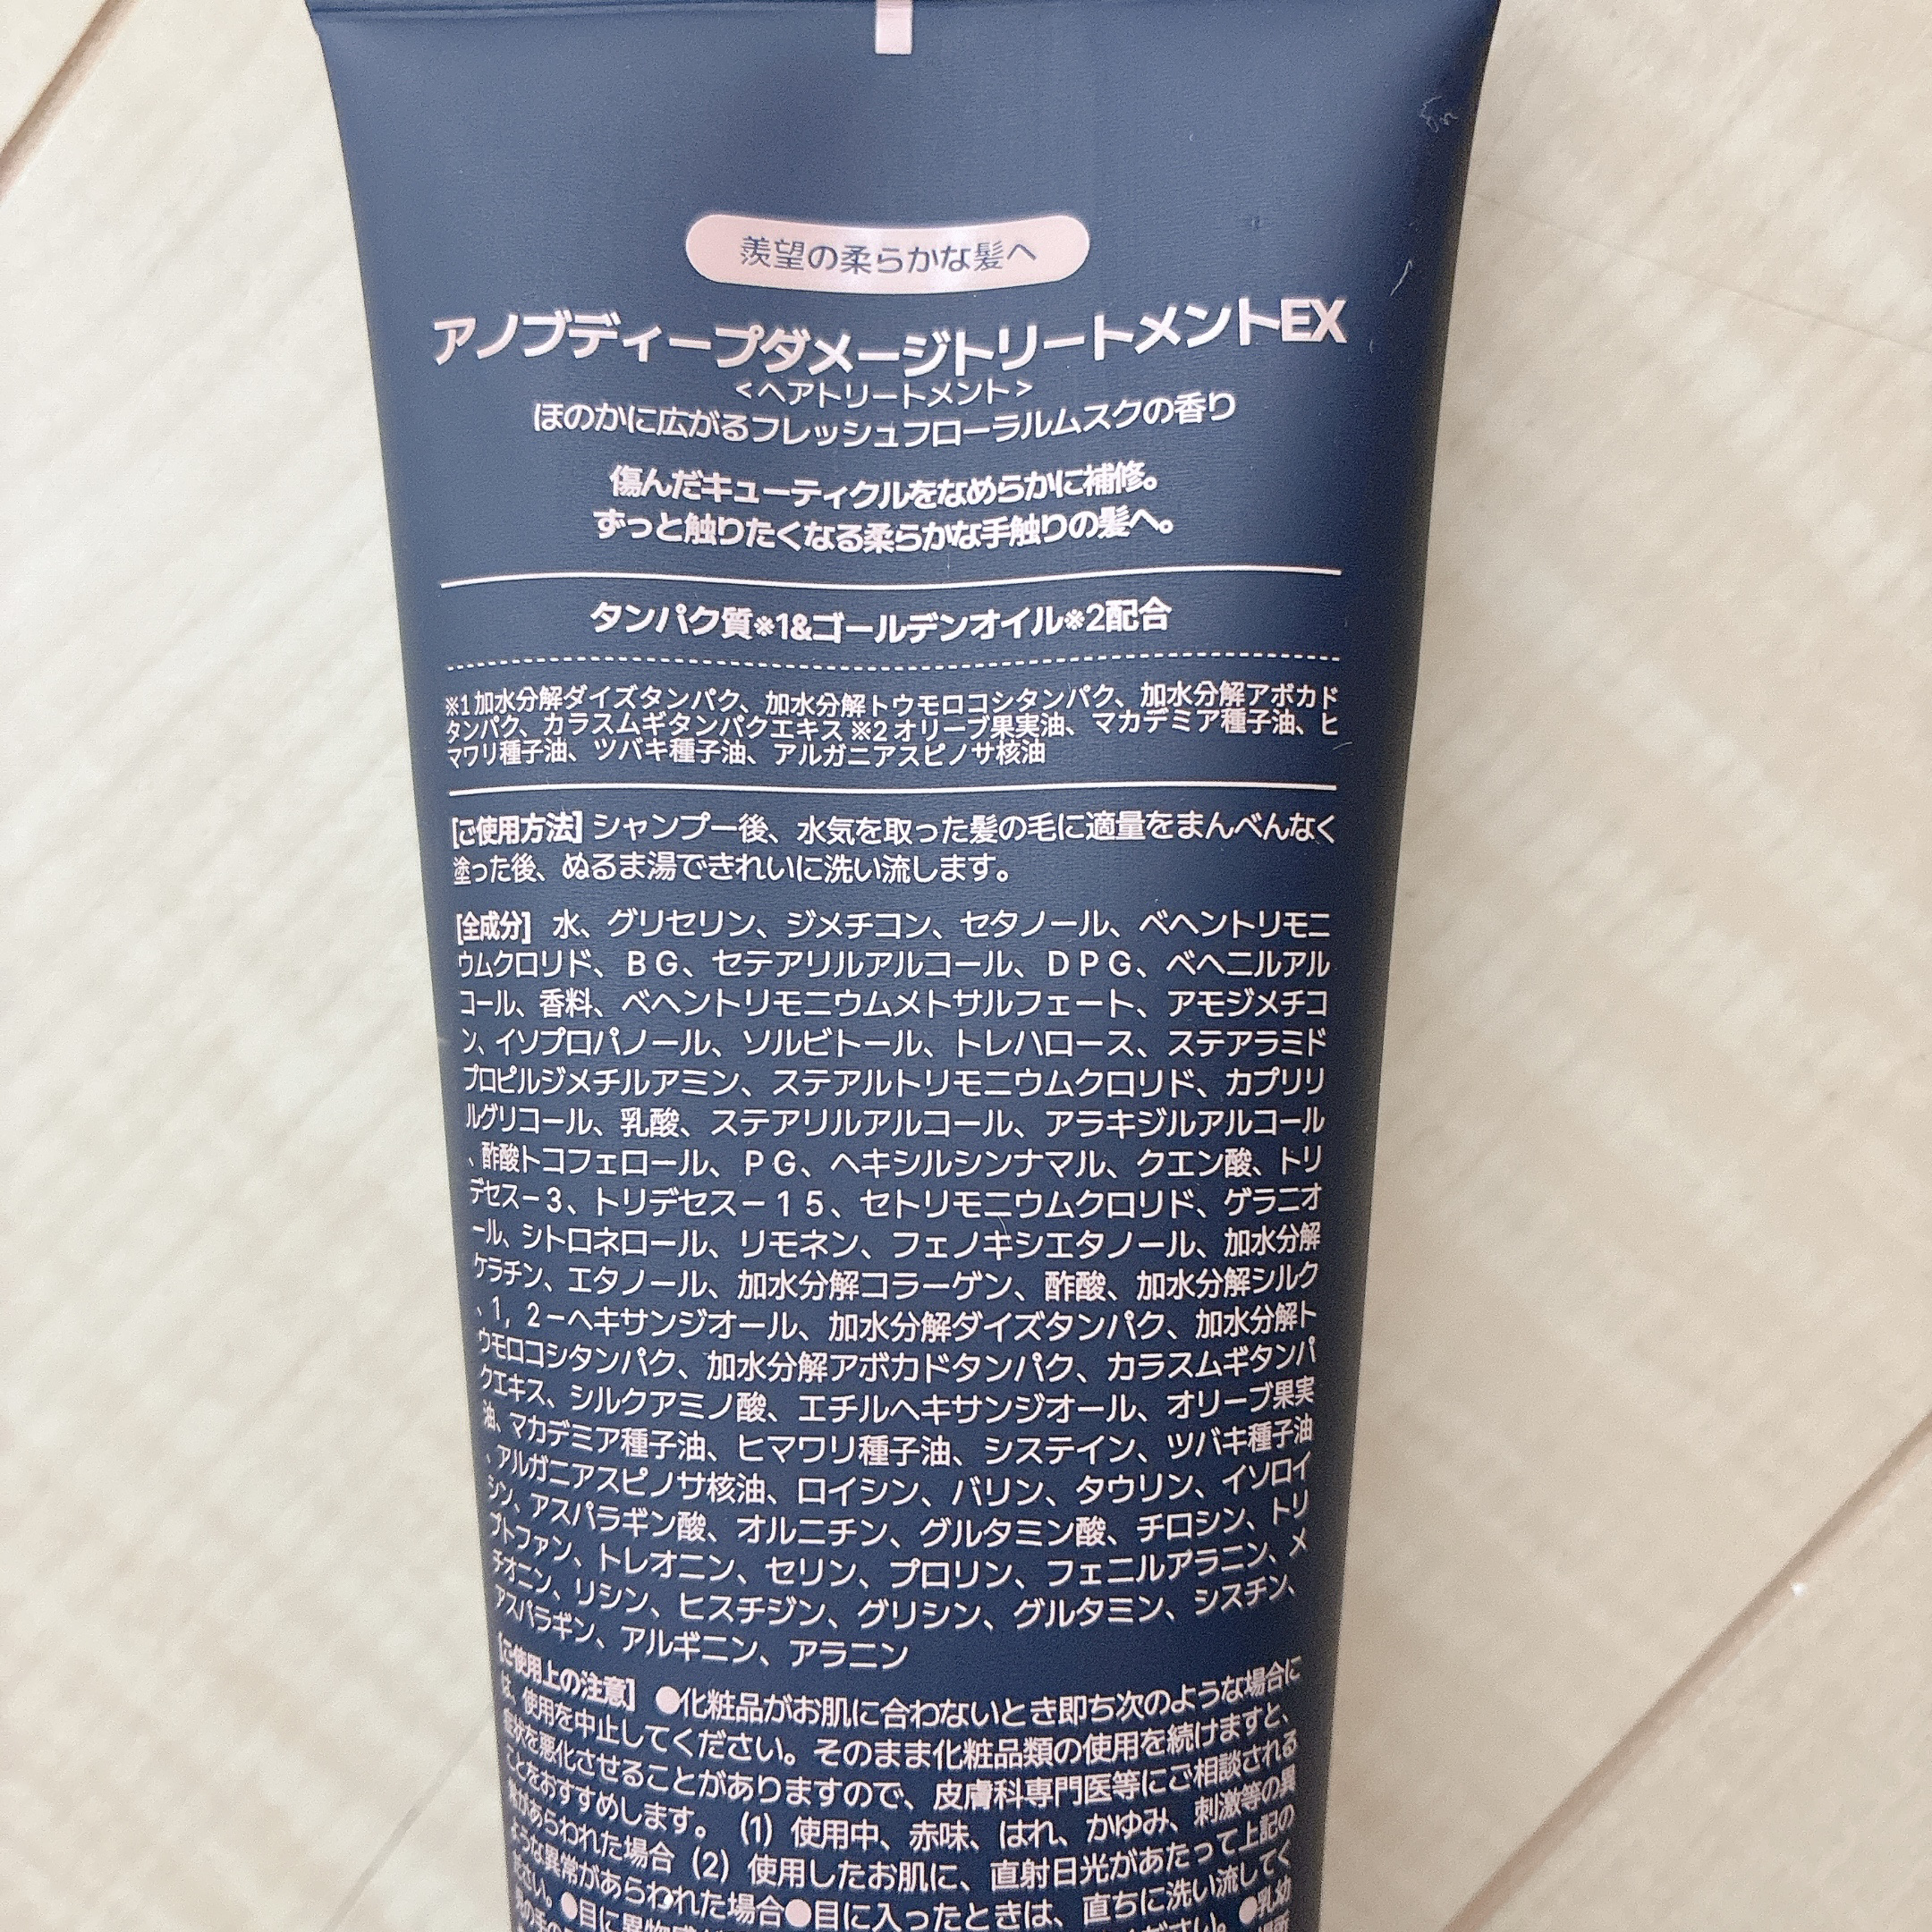 羨望の柔らかな髪へ
アノブディープダメージトリートメントEX
<ヘアトリートメント>
ほのかに広がるフレッシュフローラルムスクの香り
傷んだキューティクルをなめらかに補修。
ずっと触りたくなる柔らかな手触りの髪へ。
タンパク質※1&ゴールデンオイル※2配合
※1 加水分解ダイズタンパク、加水分解トウモロコシタンパク、加水分解アボカド
タンパク、カラスムギタンパクエキス ※2 オリーブ果実油、マカデミア種子油、ヒ
マワリ種子油、ツバキ種子油、アルガニアスピノサ核油
[ご使用方法] シャンプー後、水気を取った髪の毛に適量をまんべんなく
塗った後、ぬるま湯できれいに洗い流します。
[全成分] 水、グリセリン、ジメチコン、セタノール、ベヘントリモニ
ウムクロリド、BG、セテアリルアルコール、DPG、ベヘニルアル
コール、香料、ベヘントリモニウムメトサルフェート、アモジメチコ
ン、イソプロパノール、ソルビトール、トレハロース、ステアラミド
プロピルジメチルアミン、ステアルトリモニウムクロリド、カプリリ
ルグリコール、乳酸、ステアリルアルコール、アラキジルアルコール
、酢酸トコフェロール、PG、ヘキシルシンナマル、クエン酸、トリ
デセス－3、トリデセス－15、セトリモニウムクロリド、ゲラニオ
ール、シトロネロール、リモネン、フェノキシエタノール、加水分解
ケラチン、エタノール、加水分解コラーゲン、酢酸、加水分解シルク
、1，2－ヘキサンジオール、加水分解ダイズタンパク、加水分解ト
ウモロコシタンパク、加水分解アボカドタンパク、カラスムギタンパ
クエキス、シルクアミノ酸、エチルヘキサンジオール、オリーブ果実
油、マカデミア種子油、ヒマワリ種子油、システイン、ツバキ種子油
、アルガニアスピノサ核油、ロイシン、バリン、タウリン、イソロイ
シン、アスパラギン酸、オルニチン、グルタミン酸、チロシン、トリ
プトファン、トレオニン、セリン、プロリン、フェニルアラニン、メ
チオニン、リシン、ヒスチジン、グリシン、グルタミン、シスチン、
アスパラギン、アルギニン、アラニン
[ご使用上の注意] ●化粧品がお肌に合わないとき即ち次のような場合に
は、使用を中止してください。そのまま化粧品類の使用を続けますと、
症状を悪化させることがありますので、皮膚科専門医等にご相談される
ことをおすすめします。 (1) 使用中、赤味、はれ、かゆみ、刺激等の異
常があらわれた場合 (2) 使用したお肌に、直射日光があたって上記の
ような異常があらわれた場合●目に入ったときは、直ちに洗い流してく
ださい。●目に異物感が ださい。●乳幼